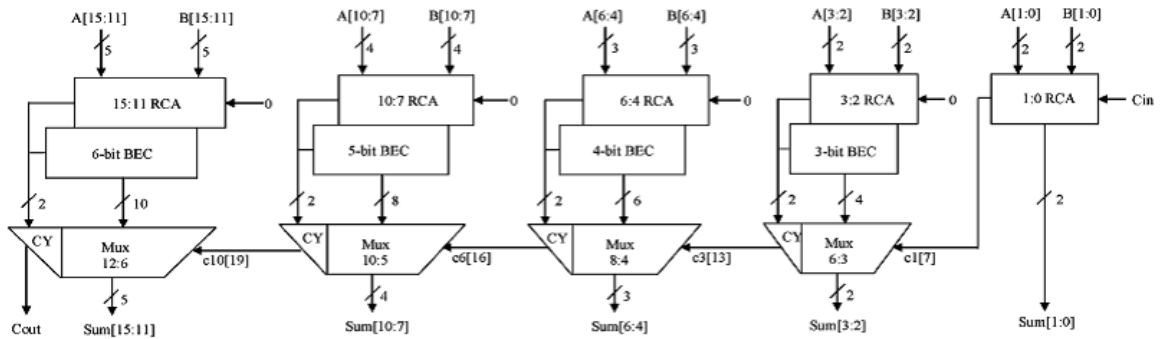 A[15:11] B[15:11] A[10:7] B[10:7] A[6:4] B[6:4] A[3:2] B[3:2] A[1:0] B[1:0]
5 5 4 4 3 3 2 2 2 2
15:11 RCA 0 10:7 RCA 0 6:4 RCA 0 3:2 RCA 0 1:0 RCA Cin
6-bit BEC 5-bit BEC 4-bit BEC 3-bit BEC
2 10 2 8 2 6 2 4 2
CY Mux CY Mux CY Mux CY Mux
12:6 c10[19] 10:5 c6[16] 8:4 c3[13] 6:3 c1[7]
5 4 3 2
Cout Sum[15:11] Sum[10:7] Sum[6:4] Sum[3:2] Sum[1:0]